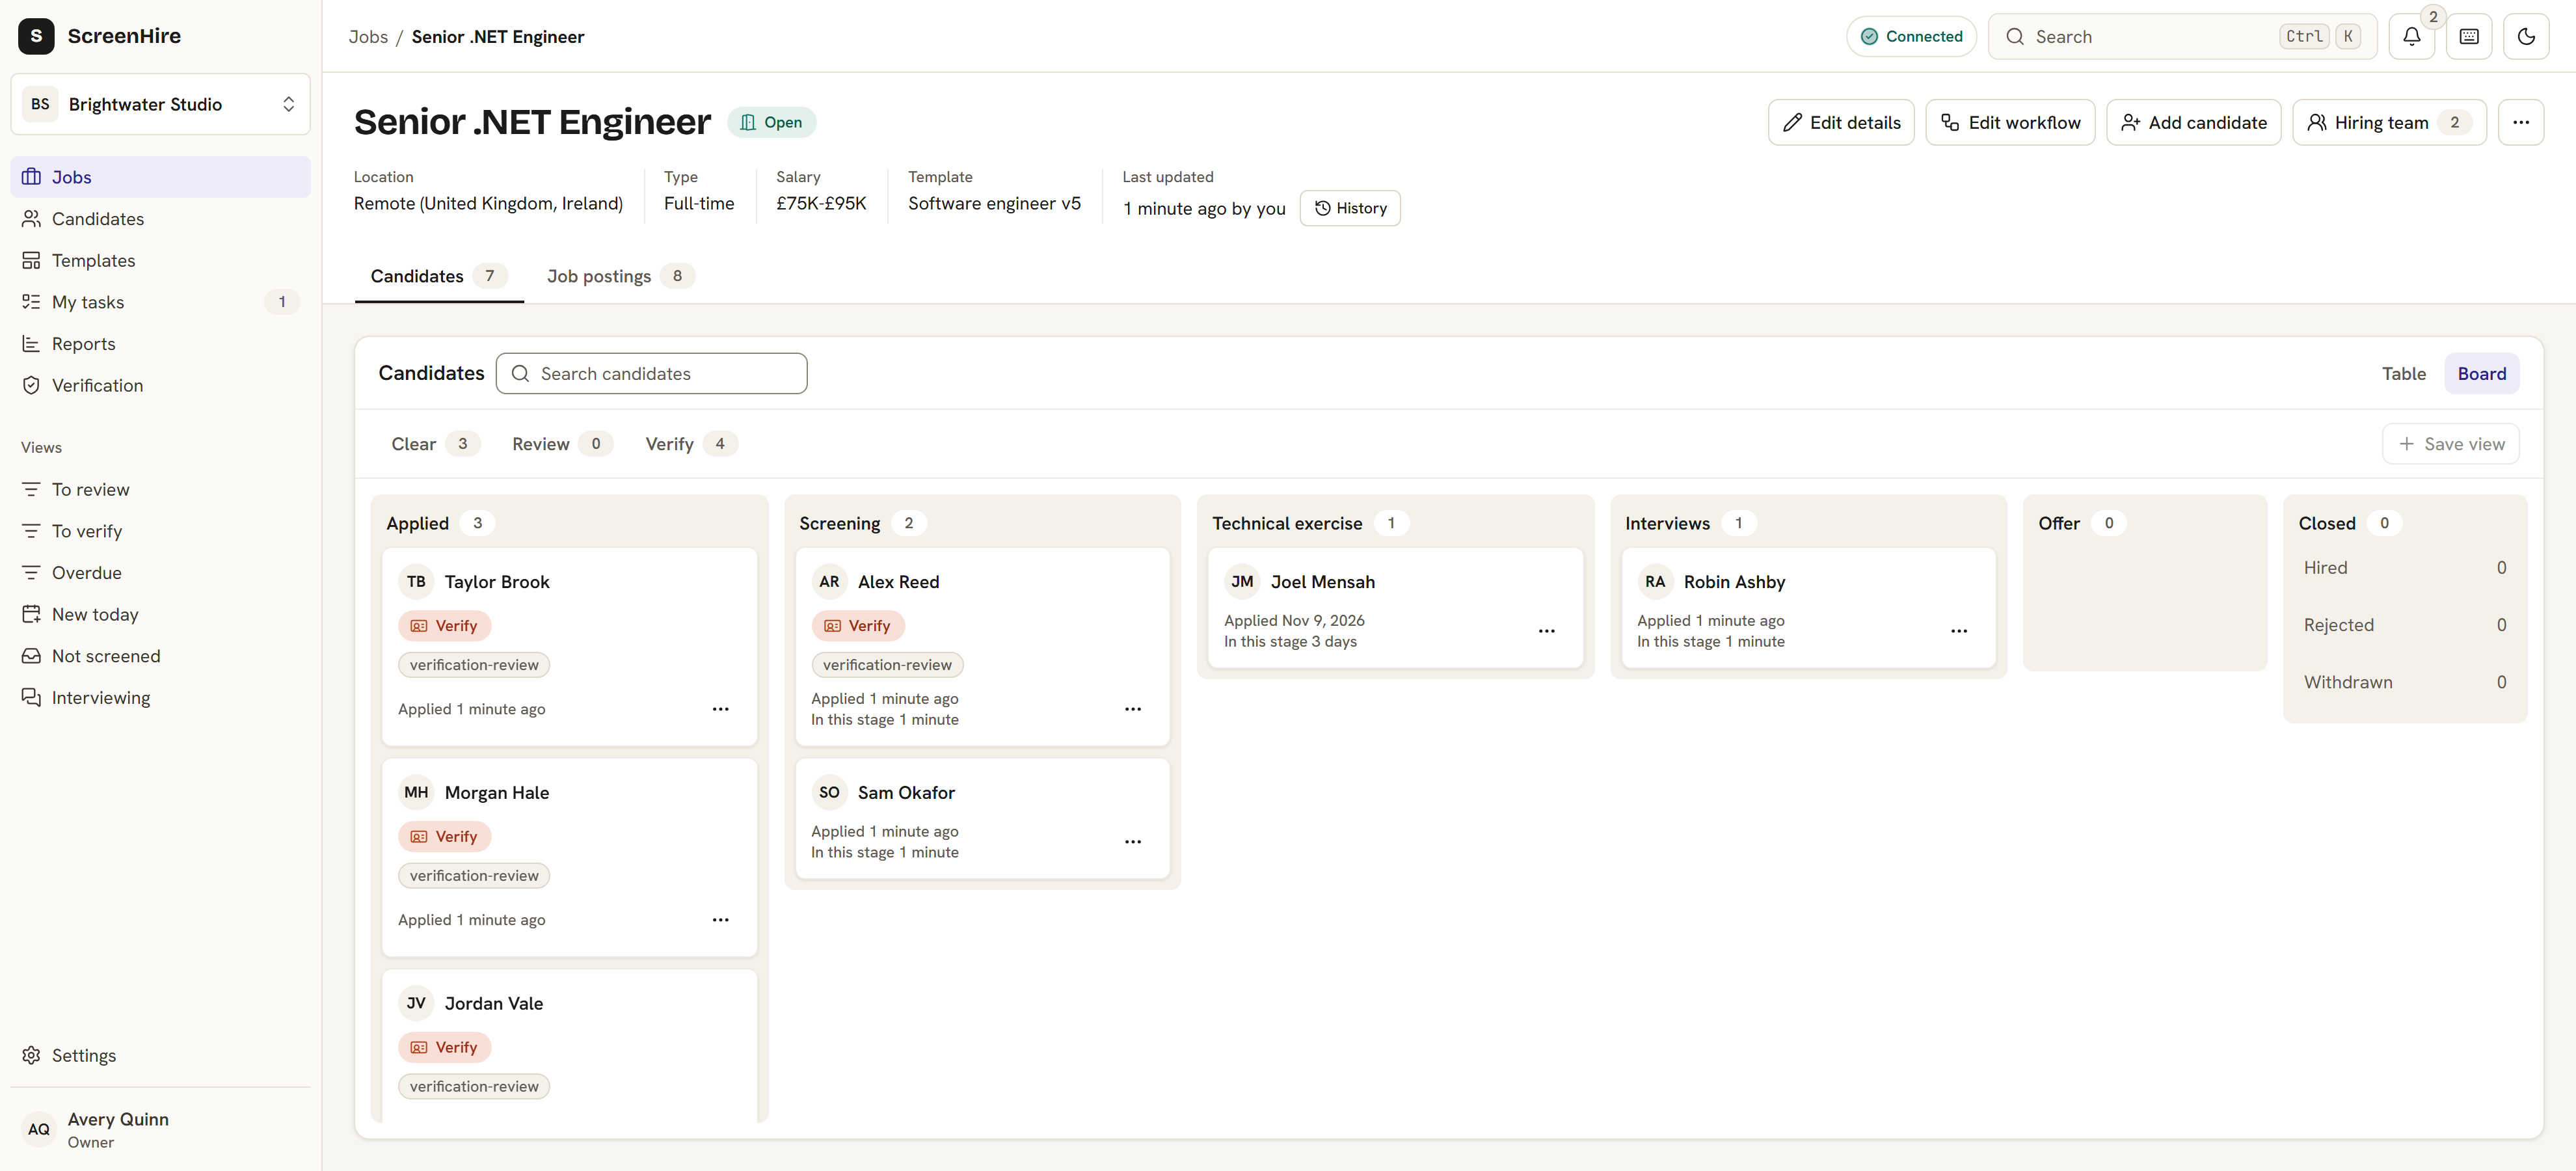 S ScreenHire
BS Brightwater Studio
Jobs
Candidates
Templates
My tasks 1
Reports
Verification
Views
To review
To verify
Overdue
New today
Not screened
Interviewing
Settings
AQ Avery Quinn
Owner
Jobs / Senior .NET Engineer
Connected
Search Ctrl K
2
Senior .NET Engineer Open
Edit details
Edit workflow
Add candidate
Hiring team 2
Location
Remote (United Kingdom, Ireland)
Type
Full-time
Salary
£75K-£95K
Template
Software engineer v5
Last updated
1 minute ago by you History
Candidates 7 Job postings 8
Candidates Search candidates Table Board
Clear 3 Review 0 Verify 4 Save view
Applied 3
TB Taylor Brook
Verify
verification-review
Applied 1 minute ago
MH Morgan Hale
Verify
verification-review
Applied 1 minute ago
JV Jordan Vale
Verify
verification-review
Screening 2
AR Alex Reed
Verify
verification-review
Applied 1 minute ago
In this stage 1 minute
SO Sam Okafor
Applied 1 minute ago
In this stage 1 minute
Technical exercise 1
JM Joel Mensah
Applied Nov 9, 2026
In this stage 3 days
Interviews 1
RA Robin Ashby
Applied 1 minute ago
In this stage 1 minute
Offer 0
Closed 0
Hired 0
Rejected 0
Withdrawn 0